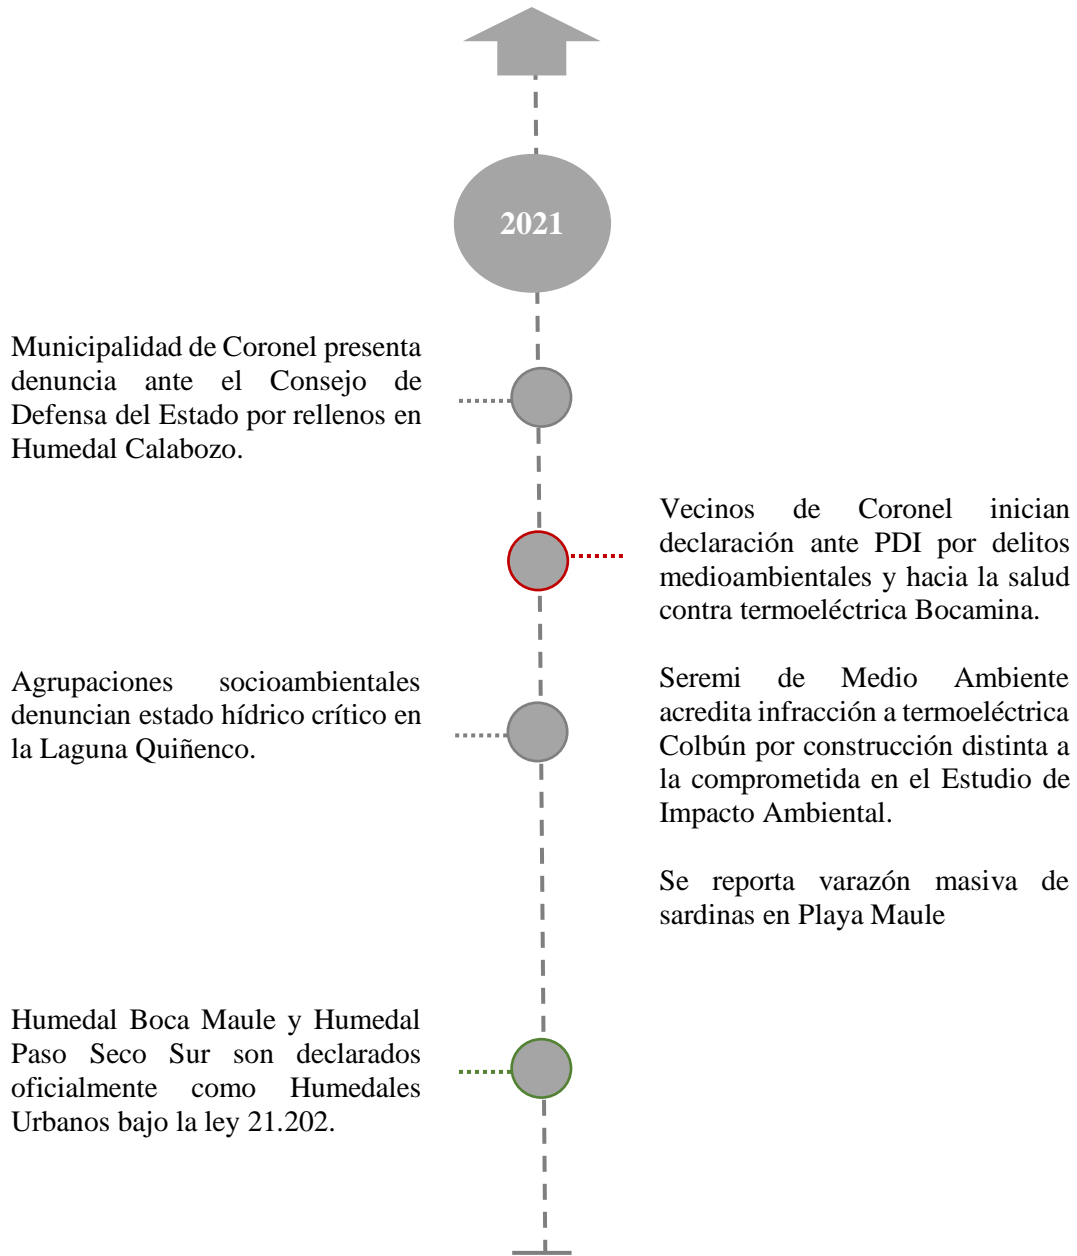 2021
Municipalidad de Coronel presenta
denuncia ante el Consejo de
Defensa del Estado por rellenos en
Humedal Calabozo.
Vecinos de Coronel inician
declaración ante PDI por delitos
medioambientales y hacia la salud
contra termoeléctrica Bocamina.
Agrupaciones socioambientales
denuncian estado hídrico crítico en
la Laguna Quiñenco.
Seremi de Medio Ambiente
acredita infracción a termoeléctrica
Colbún por construcción distinta a
la comprometida en el Estudio de
Impacto Ambiental.
Se reporta varazón masiva de
sardinas en Playa Maule
Humedal Boca Maule y Humedal
Paso Seco Sur son declarados
oficialmente como Humedales
Urbanos bajo la ley 21.202.